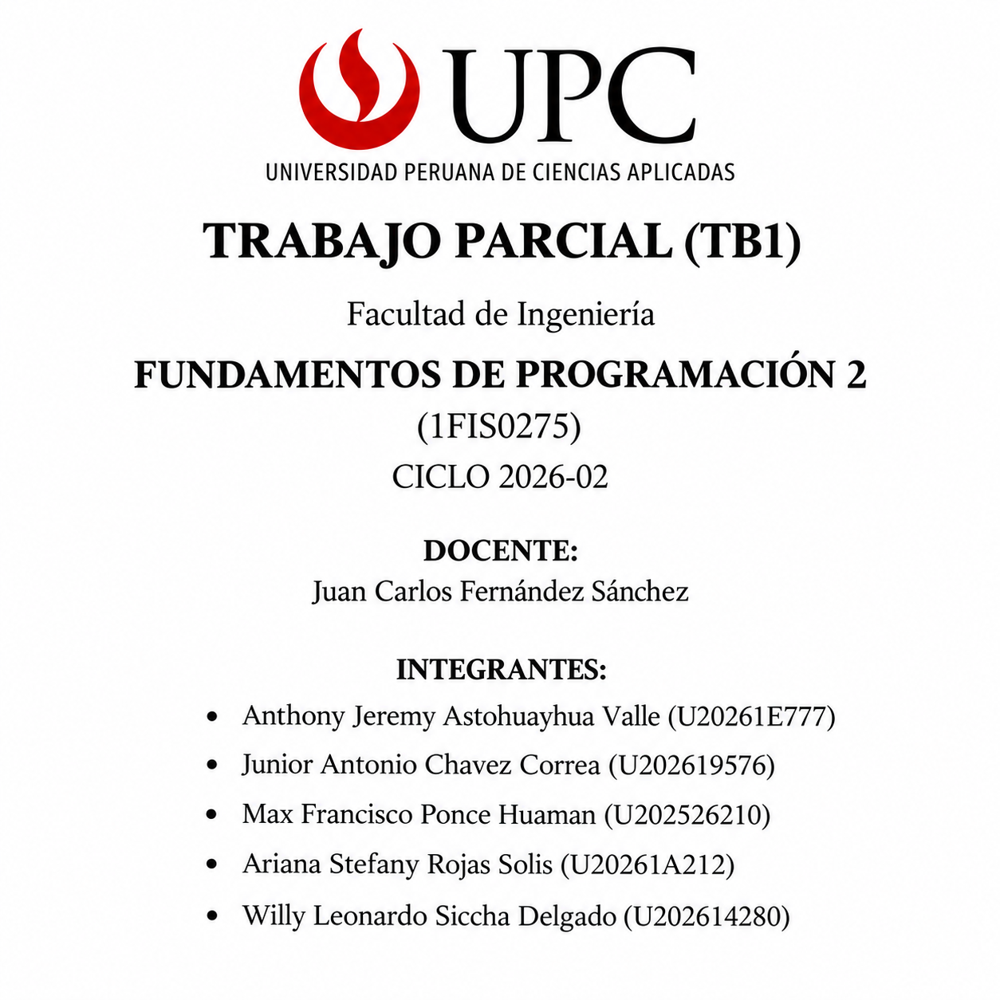 UPC
UNIVERSIDAD PERUANA DE CIENCIAS APLICADAS
TRABAJO PARCIAL (TB1)
Facultad de Ingeniería
FUNDAMENTOS DE PROGRAMACIÓN 2
(1FIS0275)
CICLO 2026-02
DOCENTE:
Juan Carlos Fernández Sánchez
INTEGRANTES:
• Anthony Jeremy Astohuayhua Valle (U20261E777)
• Junior Antonio Chavez Correa (U202619576)
• Max Francisco Ponce Huaman (U202526210)
• Ariana Stefany Rojas Solis (U20261A212)
• Willy Leonardo Siccha Delgado (U202614280)